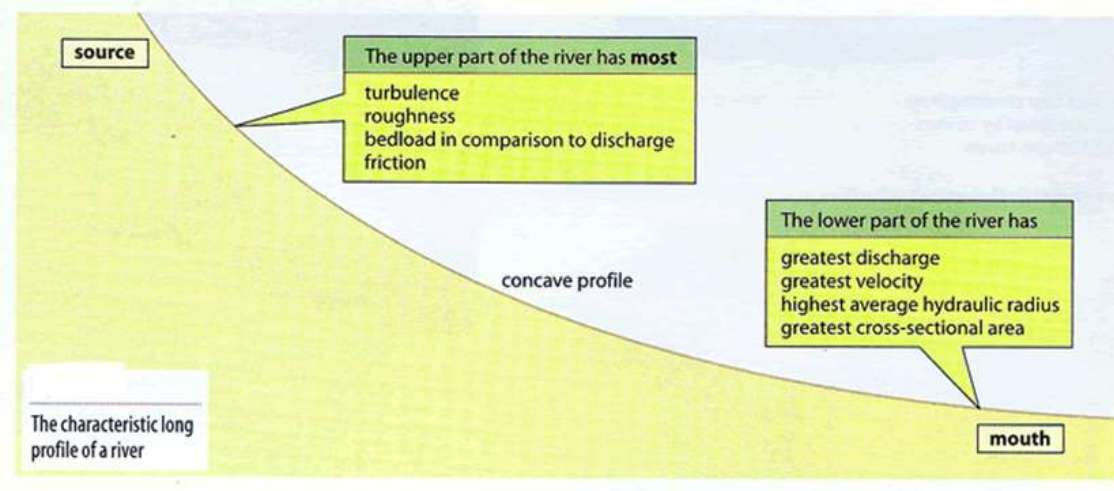 source
The upper part of the river has most
turbulence
roughness
bedload in comparison to discharge
friction
The lower part of the river has
greatest discharge
greatest velocity
highest average hydraulic radius
greatest cross-sectional area
concave profile
The characteristic long
profile of a river
mouth